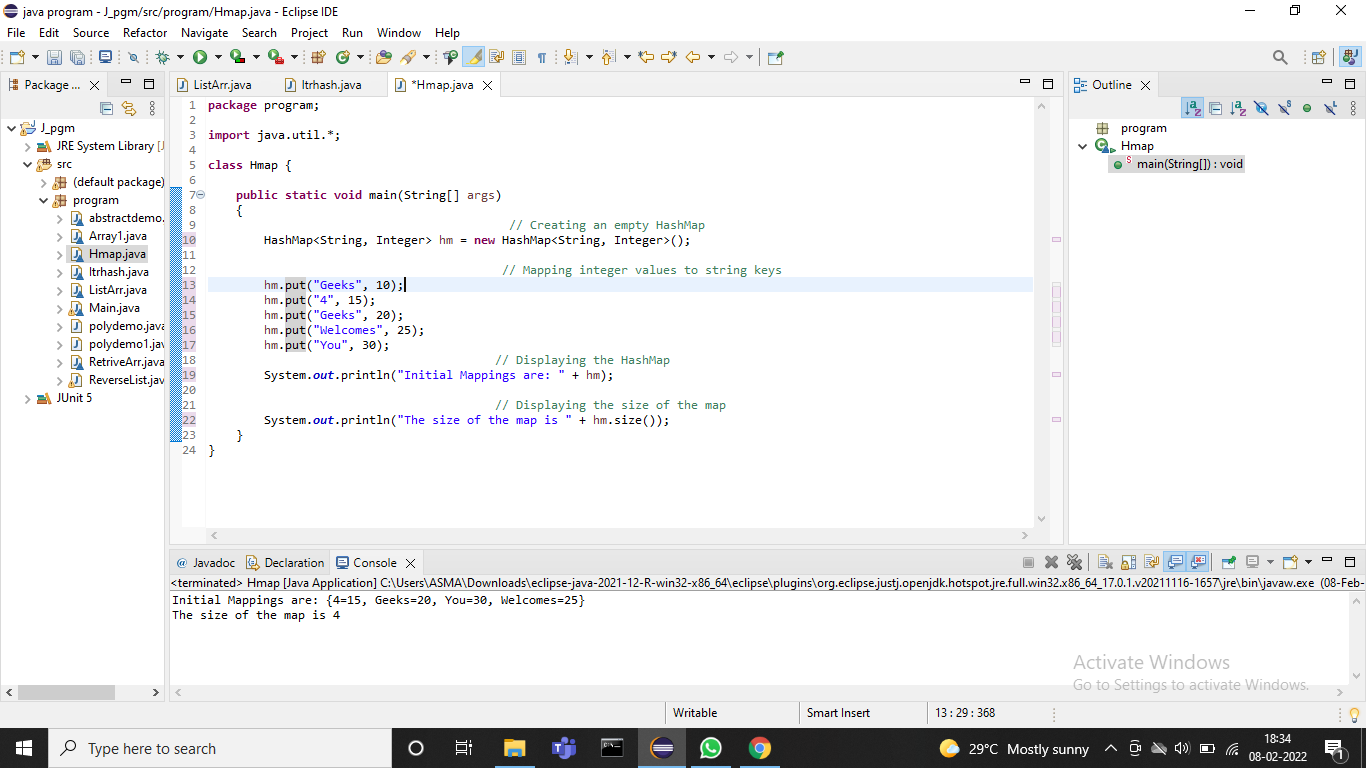 java program - J_pgm/src/program/Hmap.java - Eclipse IDE
File Edit Source Refactor Navigate Search Project Run Window Help
Package ...
ListArr.java Itrhash.java *Hmap.java
Outline
J_pgm
JRE System Library [J
src
(default package)
program
abstractdemo.
Array1.java
Hmap.java
Itrhash.java
ListArr.java
Main.java
polydemo.java
polydemo1.jav
RetriveArr.java
ReverseList.jav
JUnit 5
1 package program;
2
3 import java.util.*;
4
5 class Hmap {
6
7 public static void main(String[] args)
8 {
9 // Creating an empty HashMap
10 HashMap<String, Integer> hm = new HashMap<String, Integer>();
11
12 // Mapping integer values to string keys
13 hm.put("Geeks", 10);
14 hm.put("4", 15);
15 hm.put("Geeks", 20);
16 hm.put("Welcomes", 25);
17 hm.put("You", 30);
18 // Displaying the HashMap
19 System.out.println("Initial Mappings are: " + hm);
20
21 // Displaying the size of the map
22 System.out.println("The size of the map is " + hm.size());
23 }
24 }
program
Hmap
main(String[]) : void
@ Javadoc Declaration Console
<terminated> Hmap [Java Application] C:\Users\ASMA\Downloads\eclipse-java-2021-12-R-win32-x86_64\eclipse\plugins\org.eclipse.justj.openjdk.hotspot.jre.full.win32.x86_64_17.0.1.v20211116-1657\jre\bin\javaw.exe (08-Feb-
Initial Mappings are: {4=15, Geeks=20, You=30, Welcomes=25}
The size of the map is 4
Activate Windows
Go to Settings to activate Windows.
Writable Smart Insert 13 : 29 : 368
Type here to search
29°C Mostly sunny
18:34
08-02-2022
1